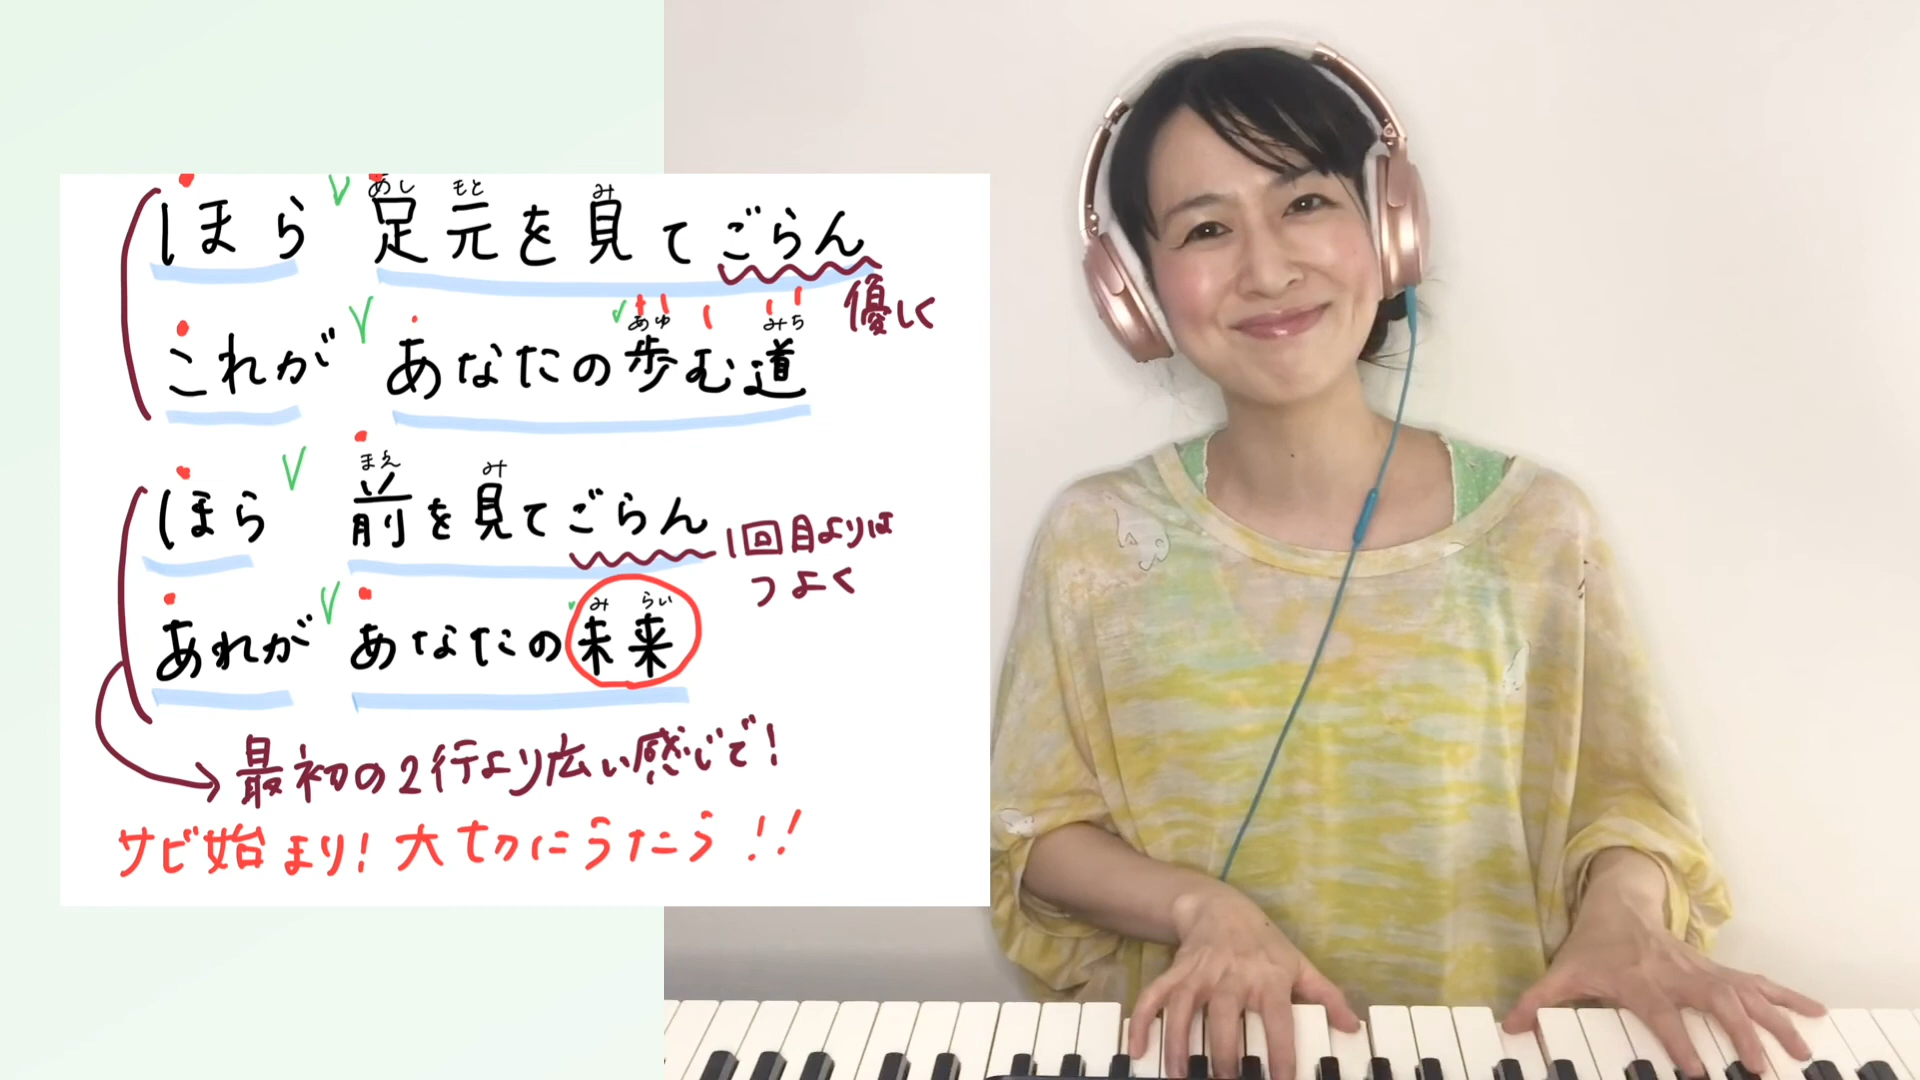 ほら 足元を見てごらん
あし もと み
優しく
これが あなたの歩む道
あゆ みち
ほら 前を見てごらん
まえ み
1回目よりは
つよく
あれが あなたの未来
み らい
最初の2行より広い感じで!
サビ始まり!大切にうたおう!!